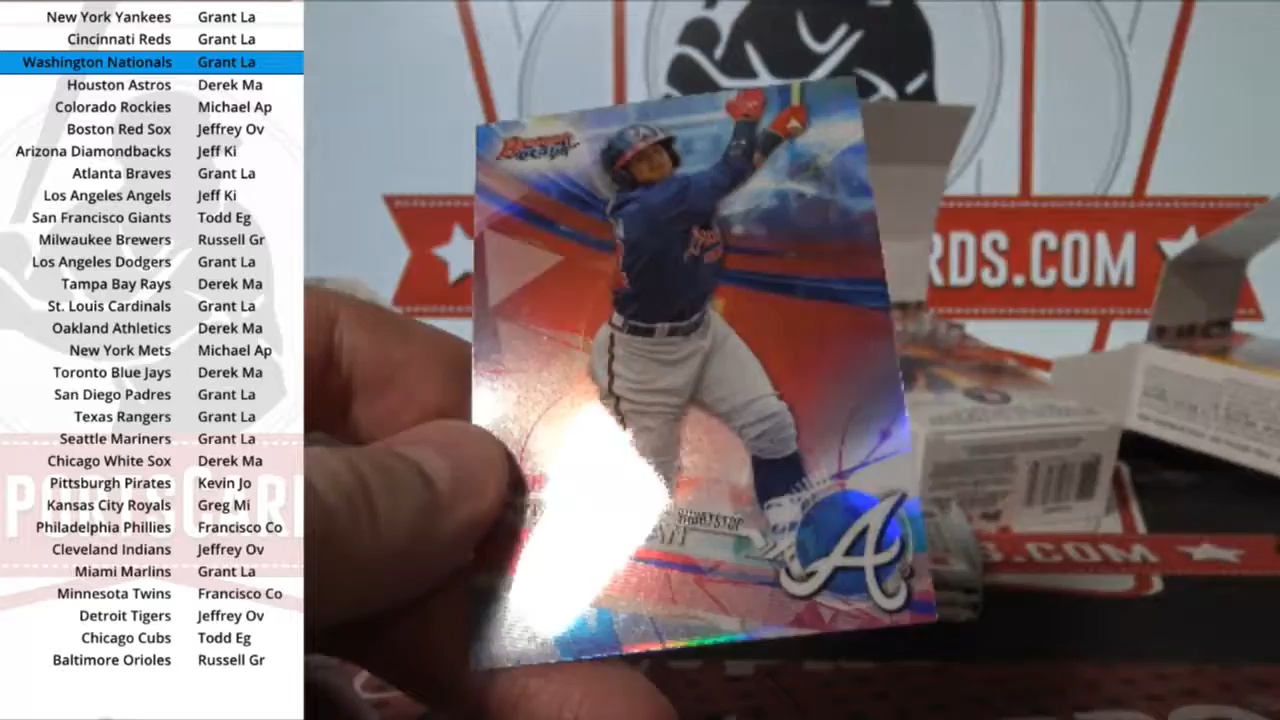 New York Yankees Grant La
Cincinnati Reds Grant La
Washington Nationals Grant La
Houston Astros Derek Ma
Colorado Rockies Michael Ap
Boston Red Sox Jeffrey Ov
Arizona Diamondbacks Jeff Ki
Atlanta Braves Grant La
Los Angeles Angels Jeff Ki
San Francisco Giants Todd Eg
Milwaukee Brewers Russell Gr
Los Angeles Dodgers Grant La
Tampa Bay Rays Derek Ma
St. Louis Cardinals Grant La
Oakland Athletics Derek Ma
New York Mets Michael Ap
Toronto Blue Jays Derek Ma
San Diego Padres Grant La
Texas Rangers Grant La
Seattle Mariners Grant La
Chicago White Sox Derek Ma
Pittsburgh Pirates Kevin Jo
Kansas City Royals Greg Mi
Philadelphia Phillies Francisco Co
Cleveland Indians Jeffrey Ov
Miami Marlins Grant La
Minnesota Twins Francisco Co
Detroit Tigers Jeffrey Ov
Chicago Cubs Todd Eg
Baltimore Orioles Russell Gr
PORTSCAR
RDS.COM
SHORTSTOP
A
S.COM